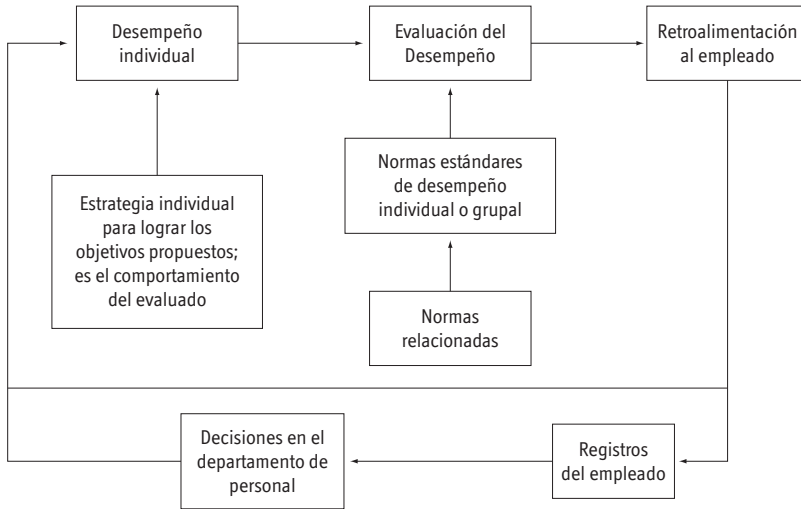 Desempeño
individual
Evaluación del
Desempeño
Retroalimentación
al empleado
Estrategia individual
para lograr los
objetivos propuestos;
es el comportamiento
del evaluado
Normas estándares
de desempeño
individual o grupal
Normas
relacionadas
Decisiones en el
departamento de
personal
Registros
del empleado